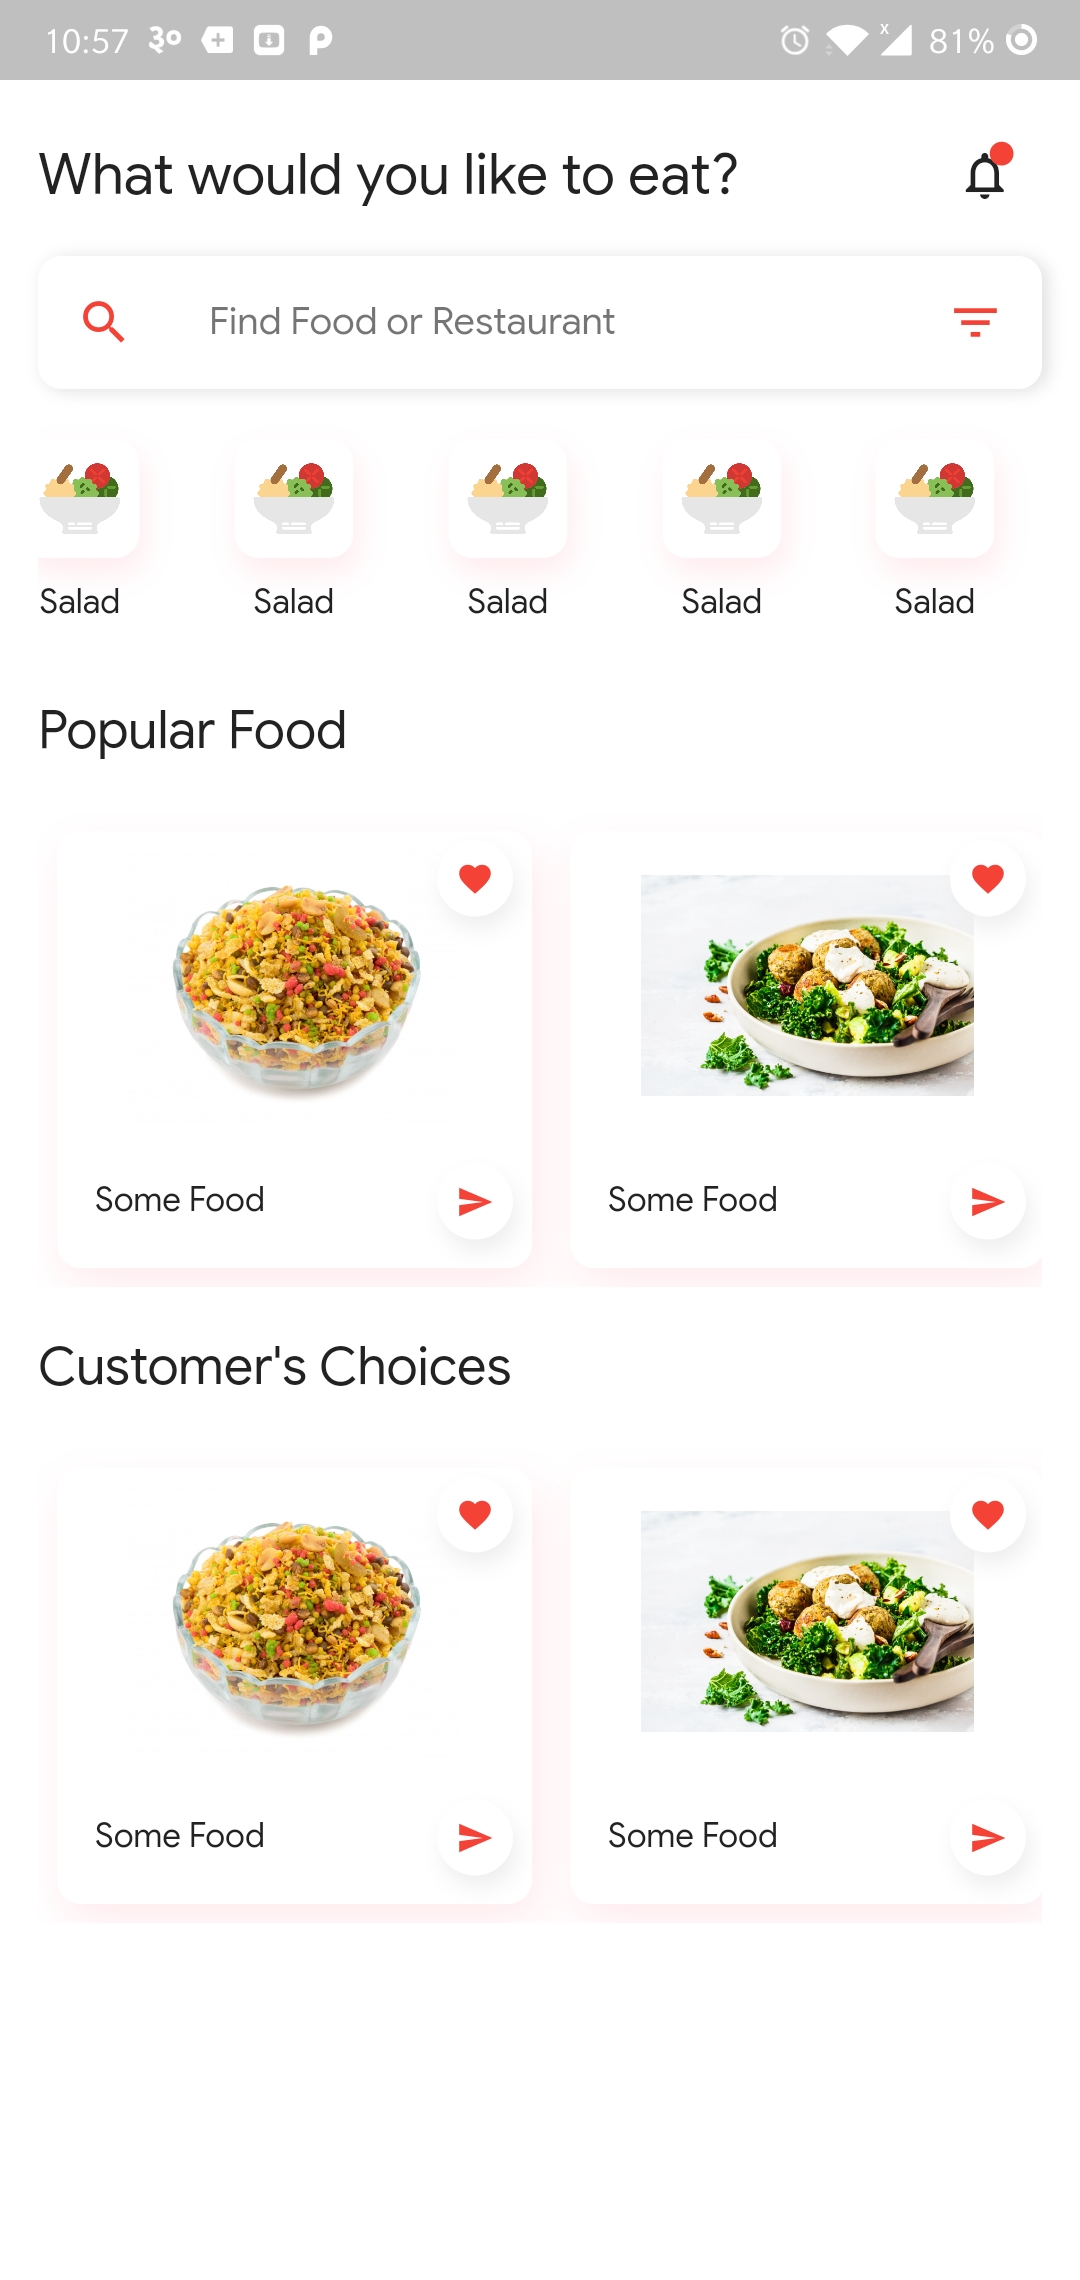 10:57 ३० 81%
What would you like to eat?
Find Food or Restaurant
Salad Salad Salad Salad Salad
Popular Food
Some Food Some Food
Customer's Choices
Some Food Some Food